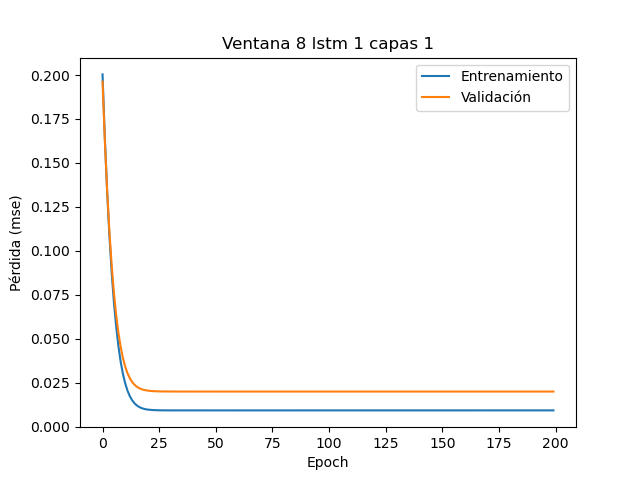 Ventana 8 lstm 1 capas 1
Entrenamiento
Validación
Pérdida (mse)
0.200
0.175
0.150
0.125
0.100
0.075
0.050
0.025
0.000
0 25 50 75 100 125 150 175 200
Epoch